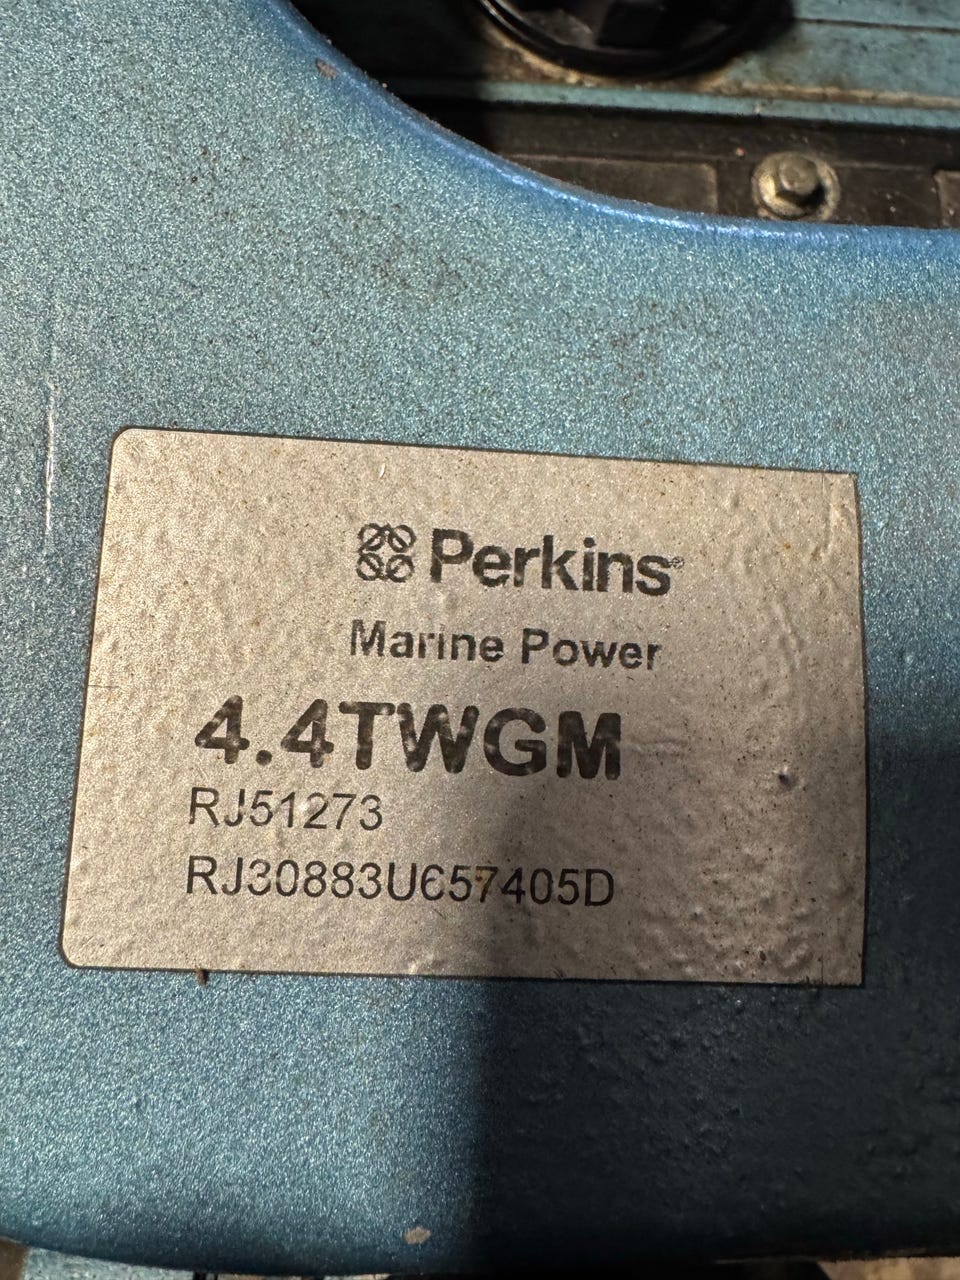 Perkins®
Marine Power
4.4TWGM
RJ51273
RJ30883U657405D